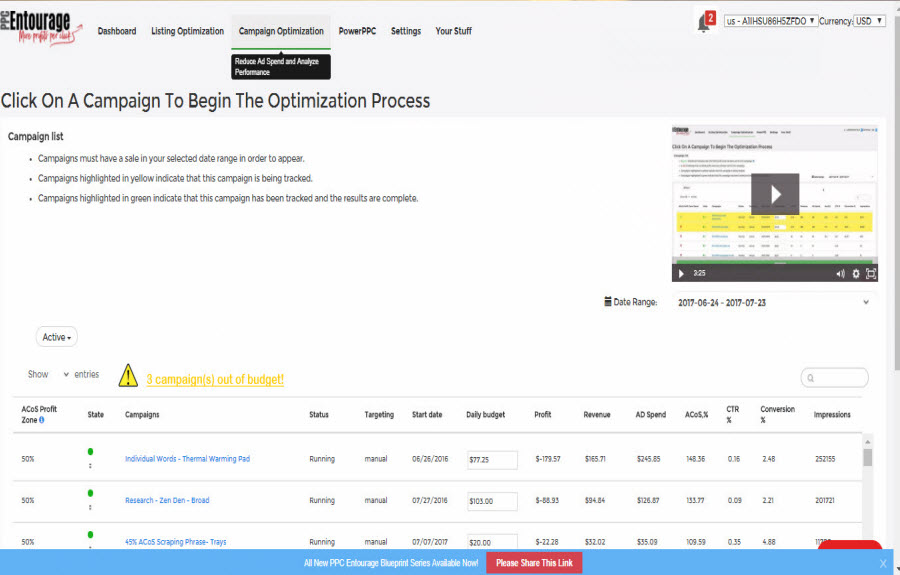 PPC Entourage
More profits per click
Dashboard Listing Optimization Campaign Optimization PowerPPC Settings Your Stuff
2
us - A1IHSU86H5ZFDO Currency: USD
Reduce Ad Spend and Analyze
Performance
Click On A Campaign To Begin The Optimization Process
Campaign list
Campaigns must have a sale in your selected date range in order to appear.
Campaigns highlighted in yellow indicate that this campaign is being tracked.
Campaigns highlighted in green indicate that this campaign has been tracked and the results are complete.
Click On A Campaign To Begin The Optimization Process
3:25
Date Range: 2017-06-24 - 2017-07-23
Active
Show entries
3 campaign(s) out of budget!
ACoS Profit Zone State Campaigns Status Targeting Start date Daily budget Profit Revenue AD Spend ACoS,% CTR % Conversion % Impressions
50% Individual Words - Thermal Warming Pad Running manual 06/26/2016 $77.25 $-179.57 $165.71 $245.85 148.36 0.16 2.48 252155
50% Research - Zen Den - Broad Running manual 07/27/2016 $103.00 $-88.93 $94.84 $126.87 133.77 0.09 2.21 201721
50% 45% ACoS Scraping Phrase- Trays Running manual 07/07/2017 $20.00 $-22.28 $32.02 $35.09 109.59 0.35 4.88
All New PPC Entourage Blueprint Series Available Now! Please Share This Link X